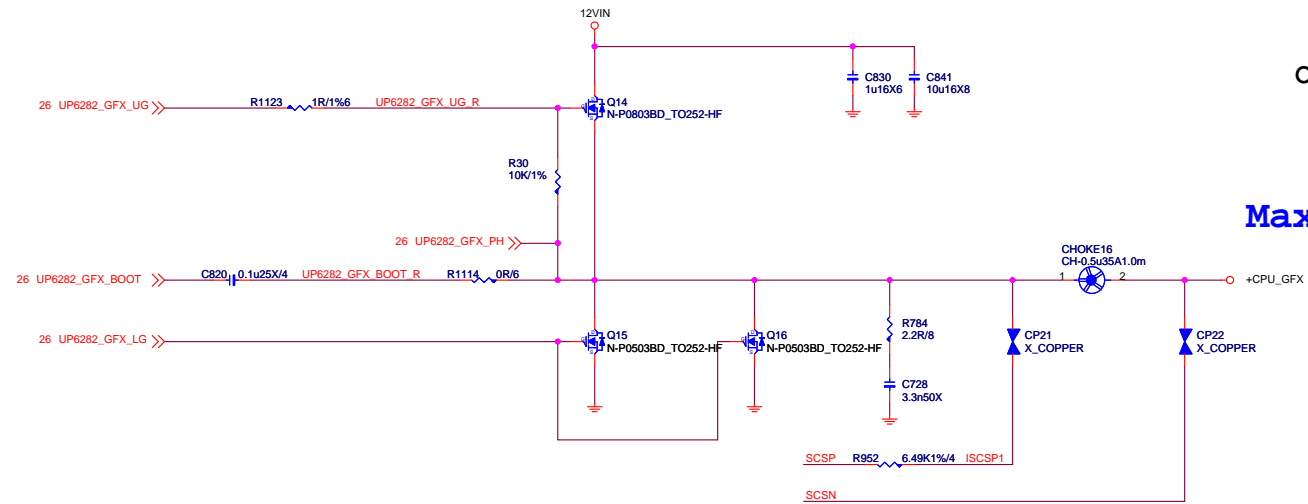 12VIN
C830
1u16X6
C841
10u16X8
26 UP6282_GFX_UG
R1123
1R/1%6
UP6282_GFX_UG_R
Q14
N-P0803BD_TO252-HF
R30
10K/1%
Max
26 UP6282_GFX_PH
CHOKE16
CH-0.5u35A1.0m
26 UP6282_GFX_BOOT
C820
0.1u25X/4
UP6282_GFX_BOOT_R
R1114
0R/6
1
2
+CPU_GFX
26 UP6282_GFX_LG
Q15
N-P0503BD_TO252-HF
Q16
N-P0503BD_TO252-HF
R784
2.2R/8
CP21
X_COPPER
CP22
X_COPPER
C728
3.3n50X
SCSP
R952
6.49K1%/4
ISCSP1
SCSN